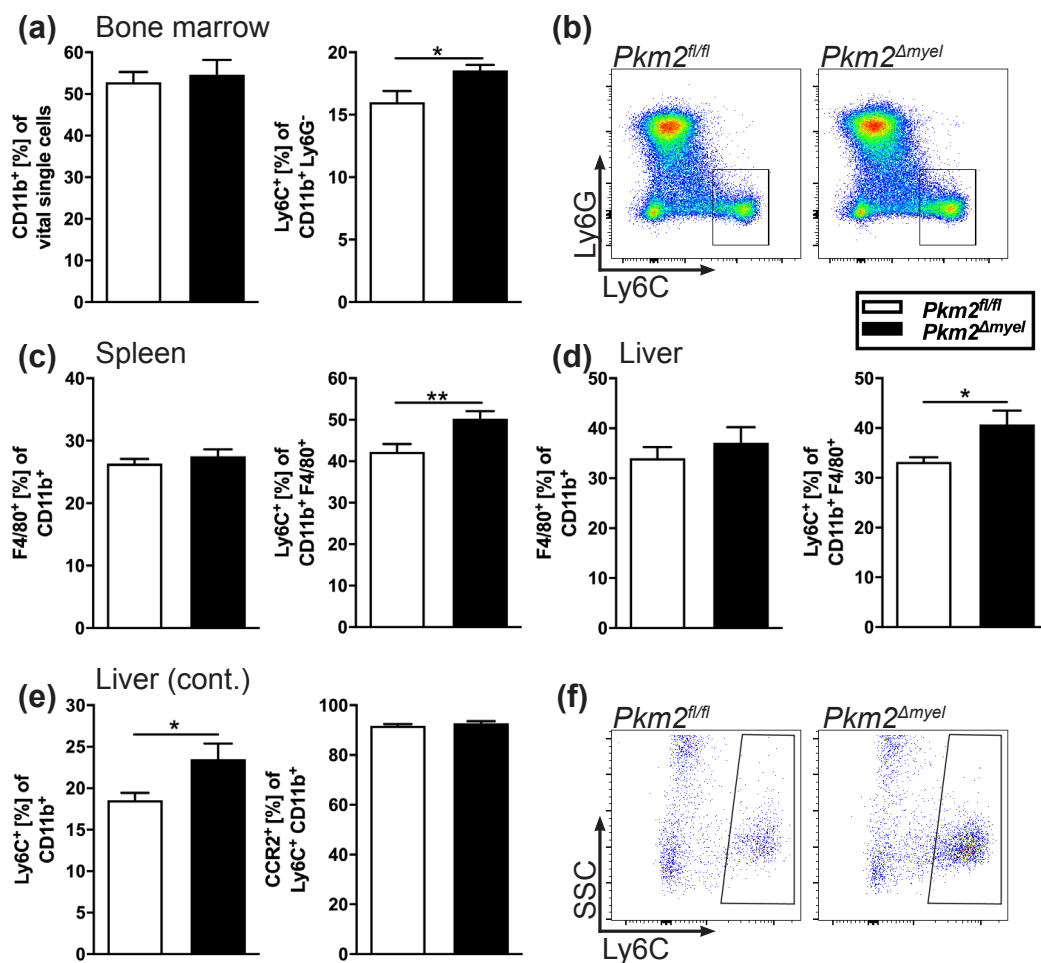 (a) Bone marrow
CD11b⁺ [%] of
vital single cells
60
50
40
30
20
10
0
Ly6C⁺ [%] of
CD11b⁺ Ly6G⁻
20
15
10
5
0
*
(b)
Pkm2fl/fl
Pkm2Δmyel
Ly6G
Ly6C
Pkm2fl/fl
Pkm2Δmyel
(c) Spleen
F4/80⁺ [%] of
CD11b⁺
40
30
20
10
0
Ly6C⁺ [%] of
CD11b⁺ F4/80⁺
60
50
40
30
20
10
0
**
(d) Liver
F4/80⁺ [%] of
CD11b⁺
50
40
30
20
10
0
Ly6C⁺ [%] of
CD11b⁺ F4/80⁺
50
40
30
20
10
0
*
(e) Liver (cont.)
Ly6C⁺ [%] of
CD11b⁺
30
25
20
15
10
5
0
*
CCR2⁺ [%] of
Ly6C⁺ CD11b⁺
100
80
60
40
20
0
(f)
Pkm2fl/fl
Pkm2Δmyel
SSC
Ly6C